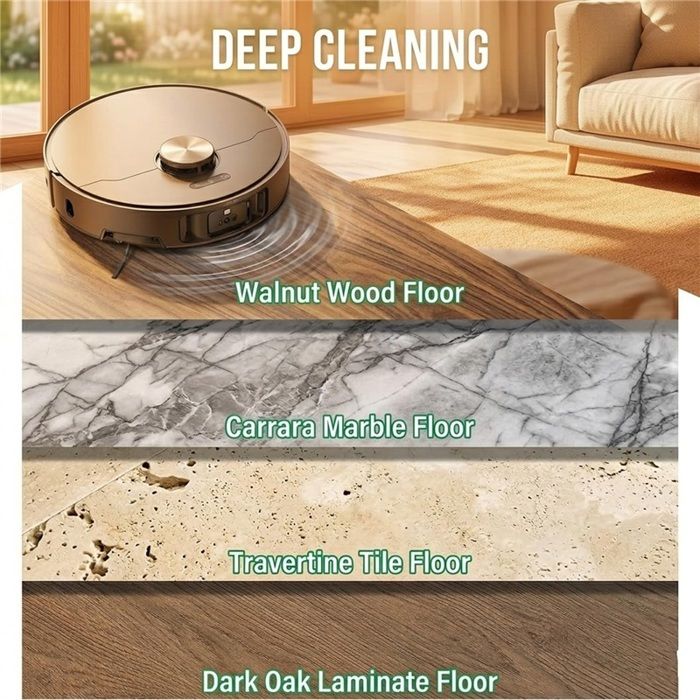 DEEP CLEANING
Walnut Wood Floor
Carrara Marble Floor
Travertine Tile Floor
Dark Oak Laminate Floor